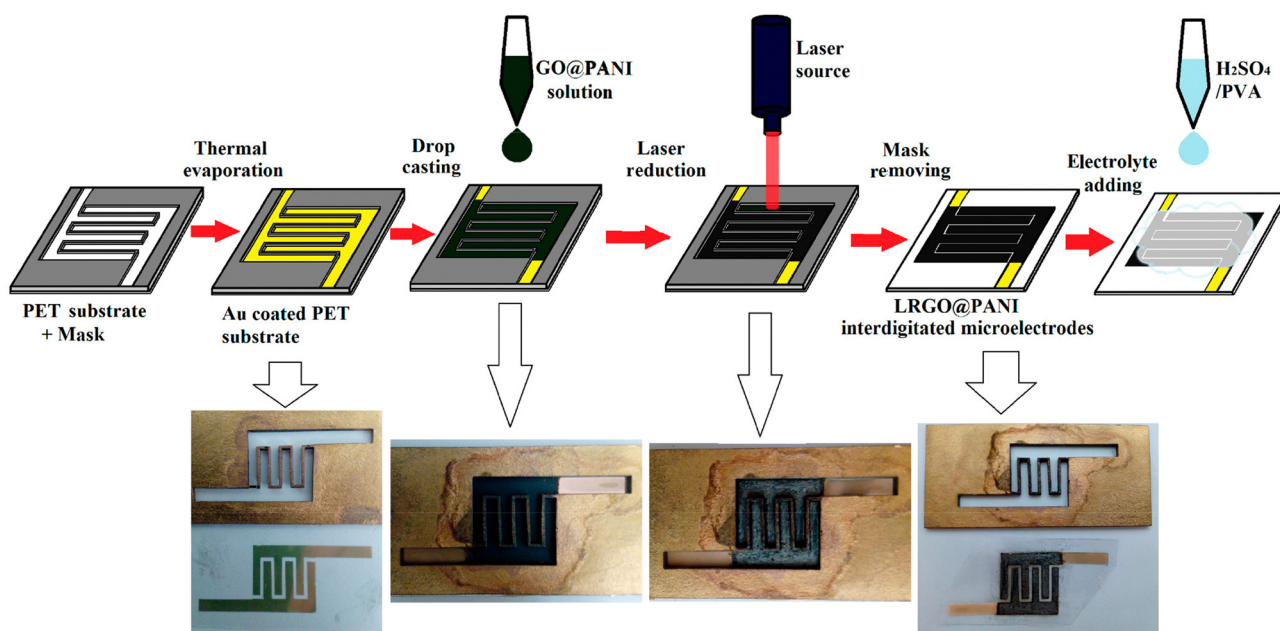 GO@PANI
solution
Laser
source
H₂SO₄
/PVA
Thermal
evaporation
Drop
casting
Laser
reduction
Mask
removing
Electrolyte
adding
PET substrate
+ Mask
Au coated PET
substrate
LRGO@PANI
interdigitated microelectrodes